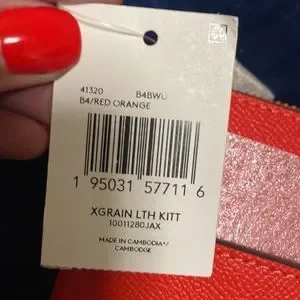 41320 B4BWU
B4/RED ORANGE
1 95031 57711 6
XGRAIN LTH KITT
10011280JAX
MADE IN CAMBODIA*/
CAMBODGE